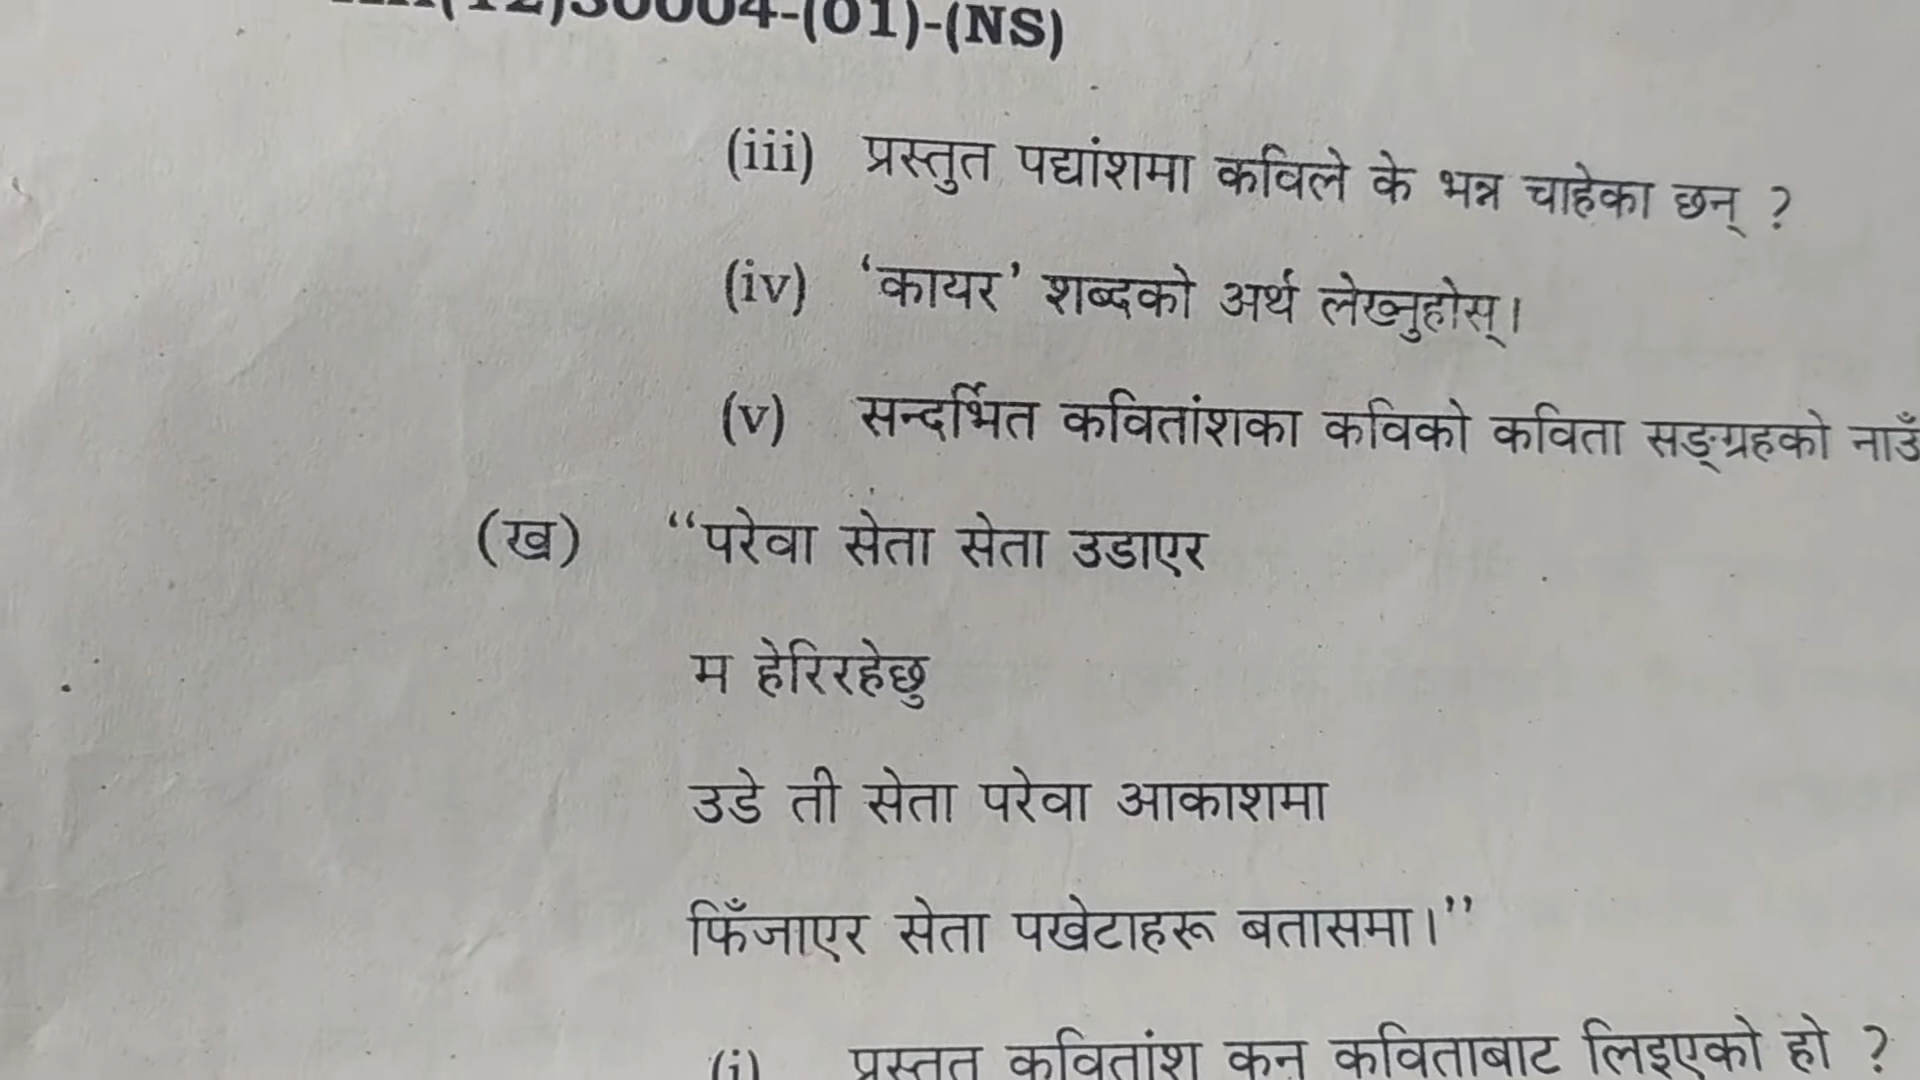 30004-(01)-(NS)
(iii) प्रस्तुत पद्यांशमा कविले के भन्न चाहेका छन् ?
(iv) ‘कायर’ शब्दको अर्थ लेख्नुहोस्।
(v) सन्दर्भित कवितांशका कविको कविता सङ्ग्रहको नाउँ
(ख) “परेवा सेता सेता उडाएर
म हेरिरहेछु
उडे ती सेता परेवा आकाशमा
फिँजाएर सेता पखेटाहरू बतासमा।”
(i) प्रस्तुत कवितांश कुन कविताबाट लिइएको हो ?